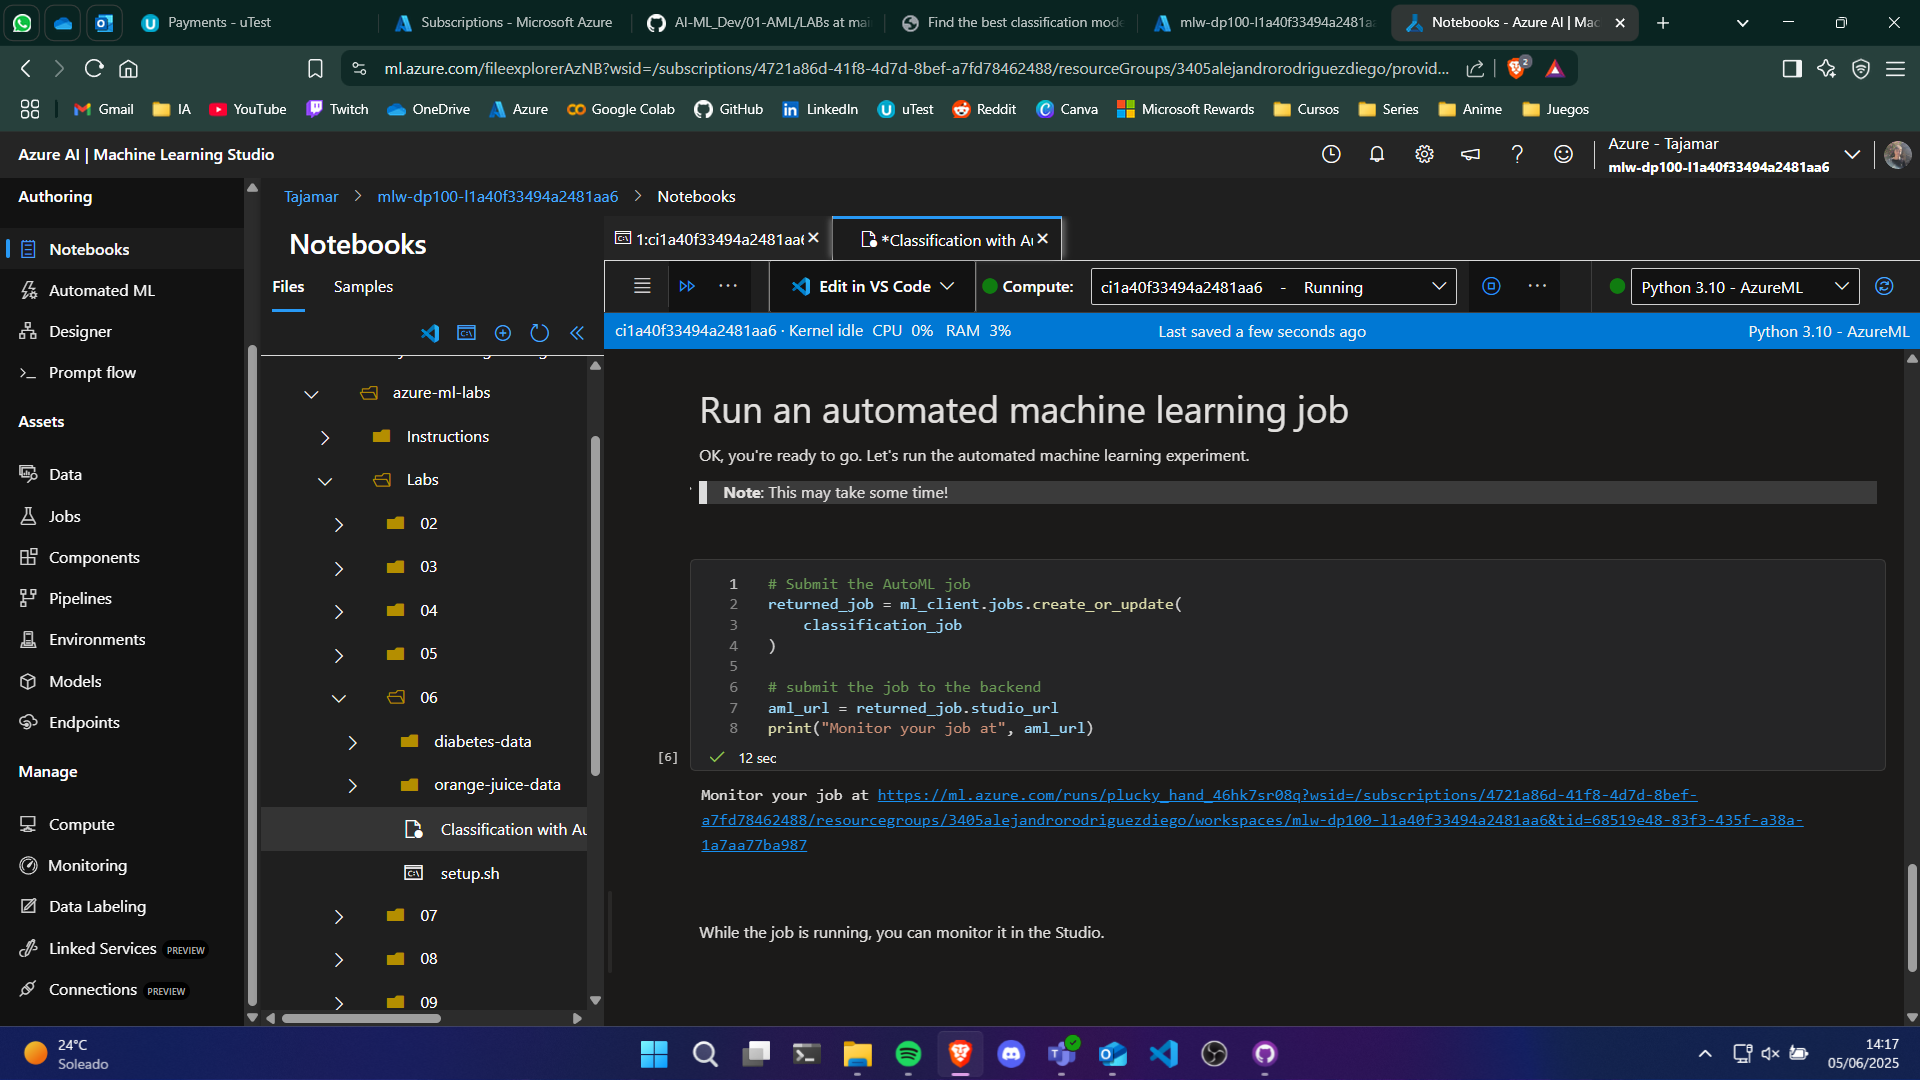 Payments - uTest
Subscriptions - Microsoft Azure
AI-ML_Dev/01-AML/LABs at mai
Find the best classification mode
mlw-dp100-l1a40f33494a2481aa
Notebooks - Azure AI | Mac
ml.azure.com/fileexplorerAzNB?wsid=/subscriptions/4721a86d-41f8-4d7d-8bef-a7fd78462488/resourceGroups/3405alejandrorodriguezdiego/provid...
2
Gmail
IA
YouTube
Twitch
OneDrive
Azure
Google Colab
GitHub
LinkedIn
uTest
Reddit
Canva
Microsoft Rewards
Cursos
Series
Anime
Juegos
Azure AI | Machine Learning Studio
Azure - Tajamar
mlw-dp100-l1a40f33494a2481aa6
Authoring
Notebooks
Automated ML
Designer
Prompt flow
Assets
Data
Jobs
Components
Pipelines
Environments
Models
Endpoints
Manage
Compute
Monitoring
Data Labeling
Linked Services PREVIEW
Connections PREVIEW
Tajamar > mlw-dp100-l1a40f33494a2481aa6 > Notebooks
Notebooks
Files
Samples
azure-ml-labs
Instructions
Labs
02
03
04
05
06
diabetes-data
orange-juice-data
Classification with Au
setup.sh
07
08
09
1:ci1a40f33494a2481aa6
*Classification with Au
Edit in VS Code
Compute:
ci1a40f33494a2481aa6 - Running
Python 3.10 - AzureML
ci1a40f33494a2481aa6 · Kernel idle CPU 0% RAM 3%
Last saved a few seconds ago
Python 3.10 - AzureML
Run an automated machine learning job
OK, you're ready to go. Let's run the automated machine learning experiment.
Note: This may take some time!
1 # Submit the AutoML job
2 returned_job = ml_client.jobs.create_or_update(
3 classification_job
4 )
5
6 # submit the job to the backend
7 aml_url = returned_job.studio_url
8 print("Monitor your job at", aml_url)
[6] 12 sec
Monitor your job at https://ml.azure.com/runs/plucky_hand_46hk7sr08q?wsid=/subscriptions/4721a86d-41f8-4d7d-8bef-
a7fd78462488/resourcegroups/3405alejandrorodriguezdiego/workspaces/mlw-dp100-l1a40f33494a2481aa6&tid=68519e48-83f3-435f-a38a-
1a7aa77ba987
While the job is running, you can monitor it in the Studio.
24°C
Soleado
14:17
05/06/2025